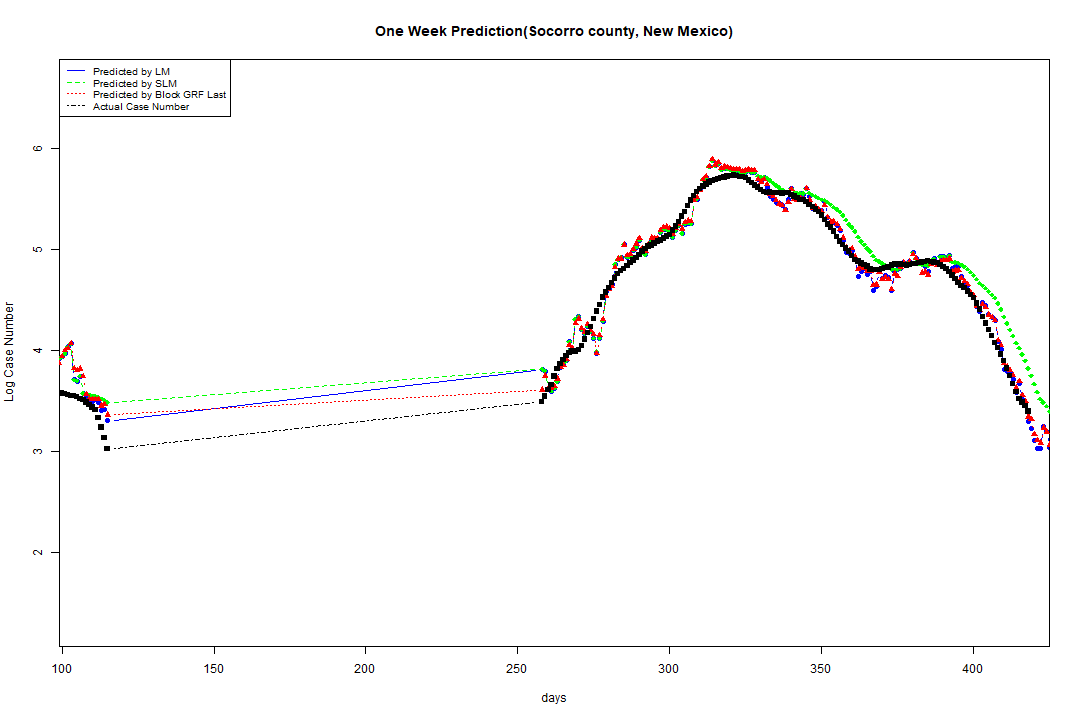 One Week Prediction(Socorro county, New Mexico)
Predicted by LM
Predicted by SLM
Predicted by Block GRF Last
Actual Case Number
6
5
4
3
2
Log Case Number
100 150 200 250 300 350 400
days